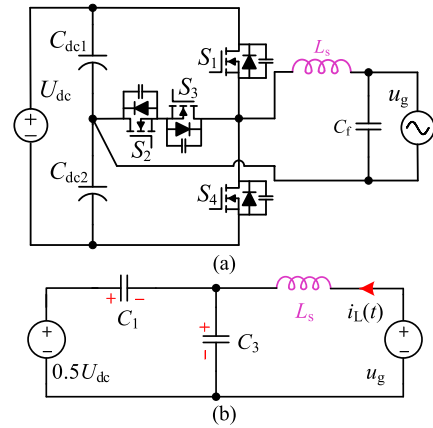 C_dc1
S_1
L_s
U_dc
S_3
u_g
C_f
S_2
C_dc2
S_4
(a)
C_1
L_s
i_L(t)
C_3
0.5U_dc
u_g
(b)